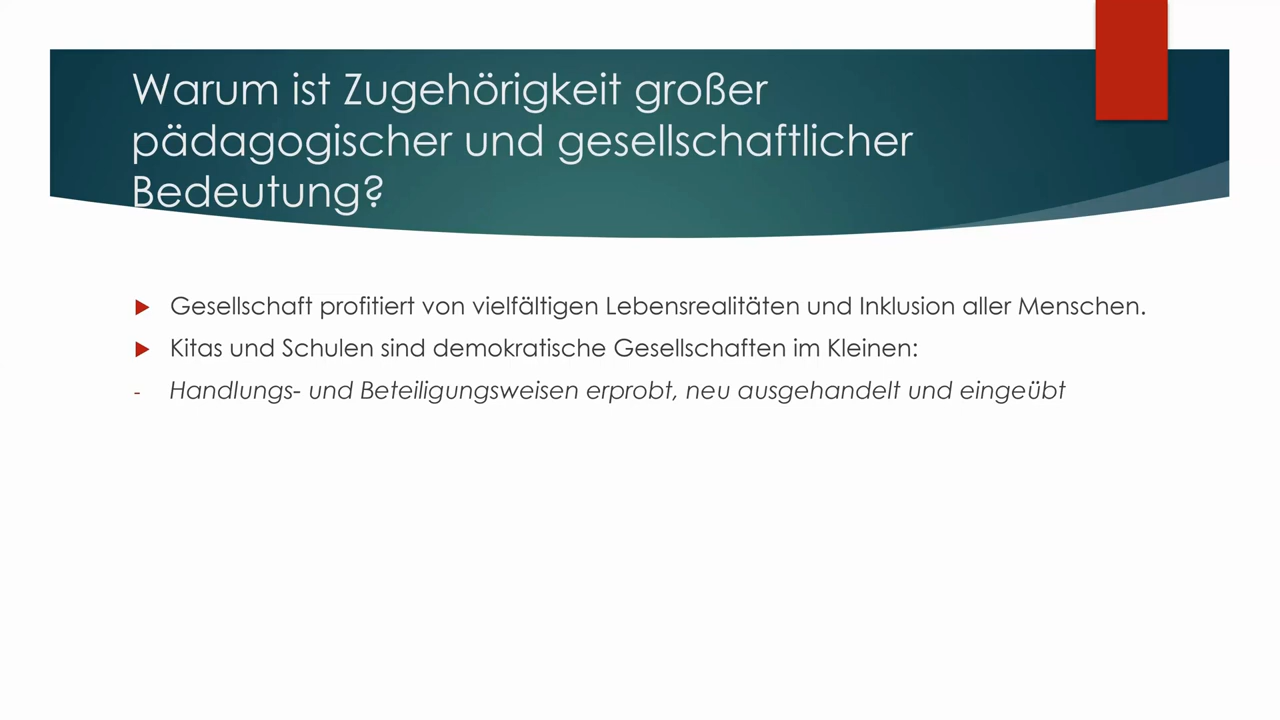 Warum ist Zugehörigkeit großer
pädagogischer und gesellschaftlicher
Bedeutung?
Gesellschaft profitiert von vielfältigen Lebensrealitäten und Inklusion aller Menschen.
Kitas und Schulen sind demokratische Gesellschaften im Kleinen:
- Handlungs- und Beteiligungsweisen erprobt, neu ausgehandelt und eingeübt